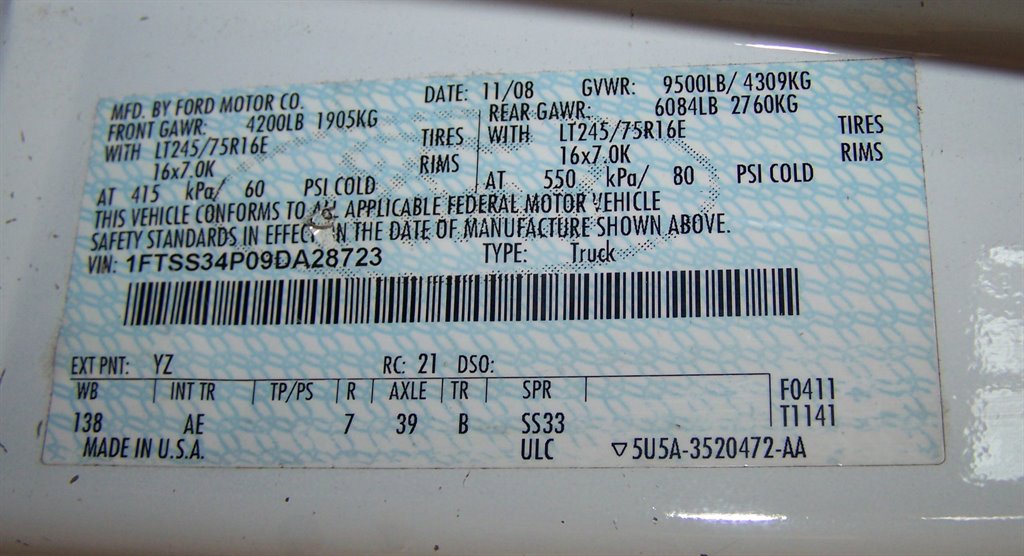 MFD. BY FORD MOTOR CO. DATE: 11/08 GVWR: 9500LB/ 4309KG
FRONT GAWR: 4200LB 1905KG REAR GAWR: 6084LB 2760KG
WITH LT245/75R16E TIRES WITH LT245/75R16E TIRES
16x7.0K RIMS 16x7.0K RIMS
AT 415 kPa/ 60 PSI COLD AT 550 kPa/ 80 PSI COLD
THIS VEHICLE CONFORMS TO ALL APPLICABLE FEDERAL MOTOR VEHICLE
SAFETY STANDARDS IN EFFECT IN THE DATE OF MANUFACTURE SHOWN ABOVE.
VIN: 1FTSS34P09DA28723 TYPE: Truck
EXT PNT: YZ RC: 21 DSO:
WB INT TR TP/PS R AXLE TR SPR F0411
138 AE 7 39 B SS33 T1141
MADE IN U.S.A. ULC ▽5U5A-3520472-AA